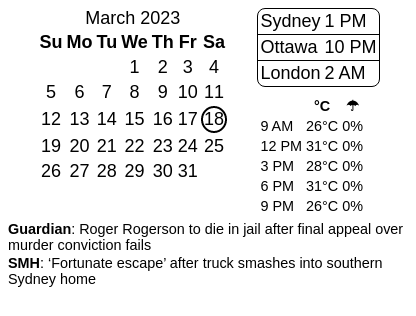 March 2023
Su Mo Tu We Th Fr Sa
1 2 3 4
5 6 7 8 9 10 11
12 13 14 15 16 17 18
19 20 21 22 23 24 25
26 27 28 29 30 31
Sydney 1 PM
Ottawa 10 PM
London 2 AM
°C ☂
9 AM 26°C 0%
12 PM 31°C 0%
3 PM 28°C 0%
6 PM 31°C 0%
9 PM 26°C 0%
Guardian: Roger Rogerson to die in jail after final appeal over
murder conviction fails
SMH: ‘Fortunate escape’ after truck smashes into southern
Sydney home